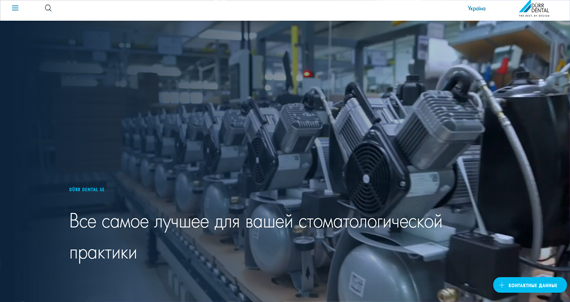 Україна
DÜRR
DENTAL
THE BEST BY DESIGN
DÜRR DENTAL SE
Все самое лучшее для вашей стоматологической
практики
КОНТАКТНЫЕ ДАННЫЕ